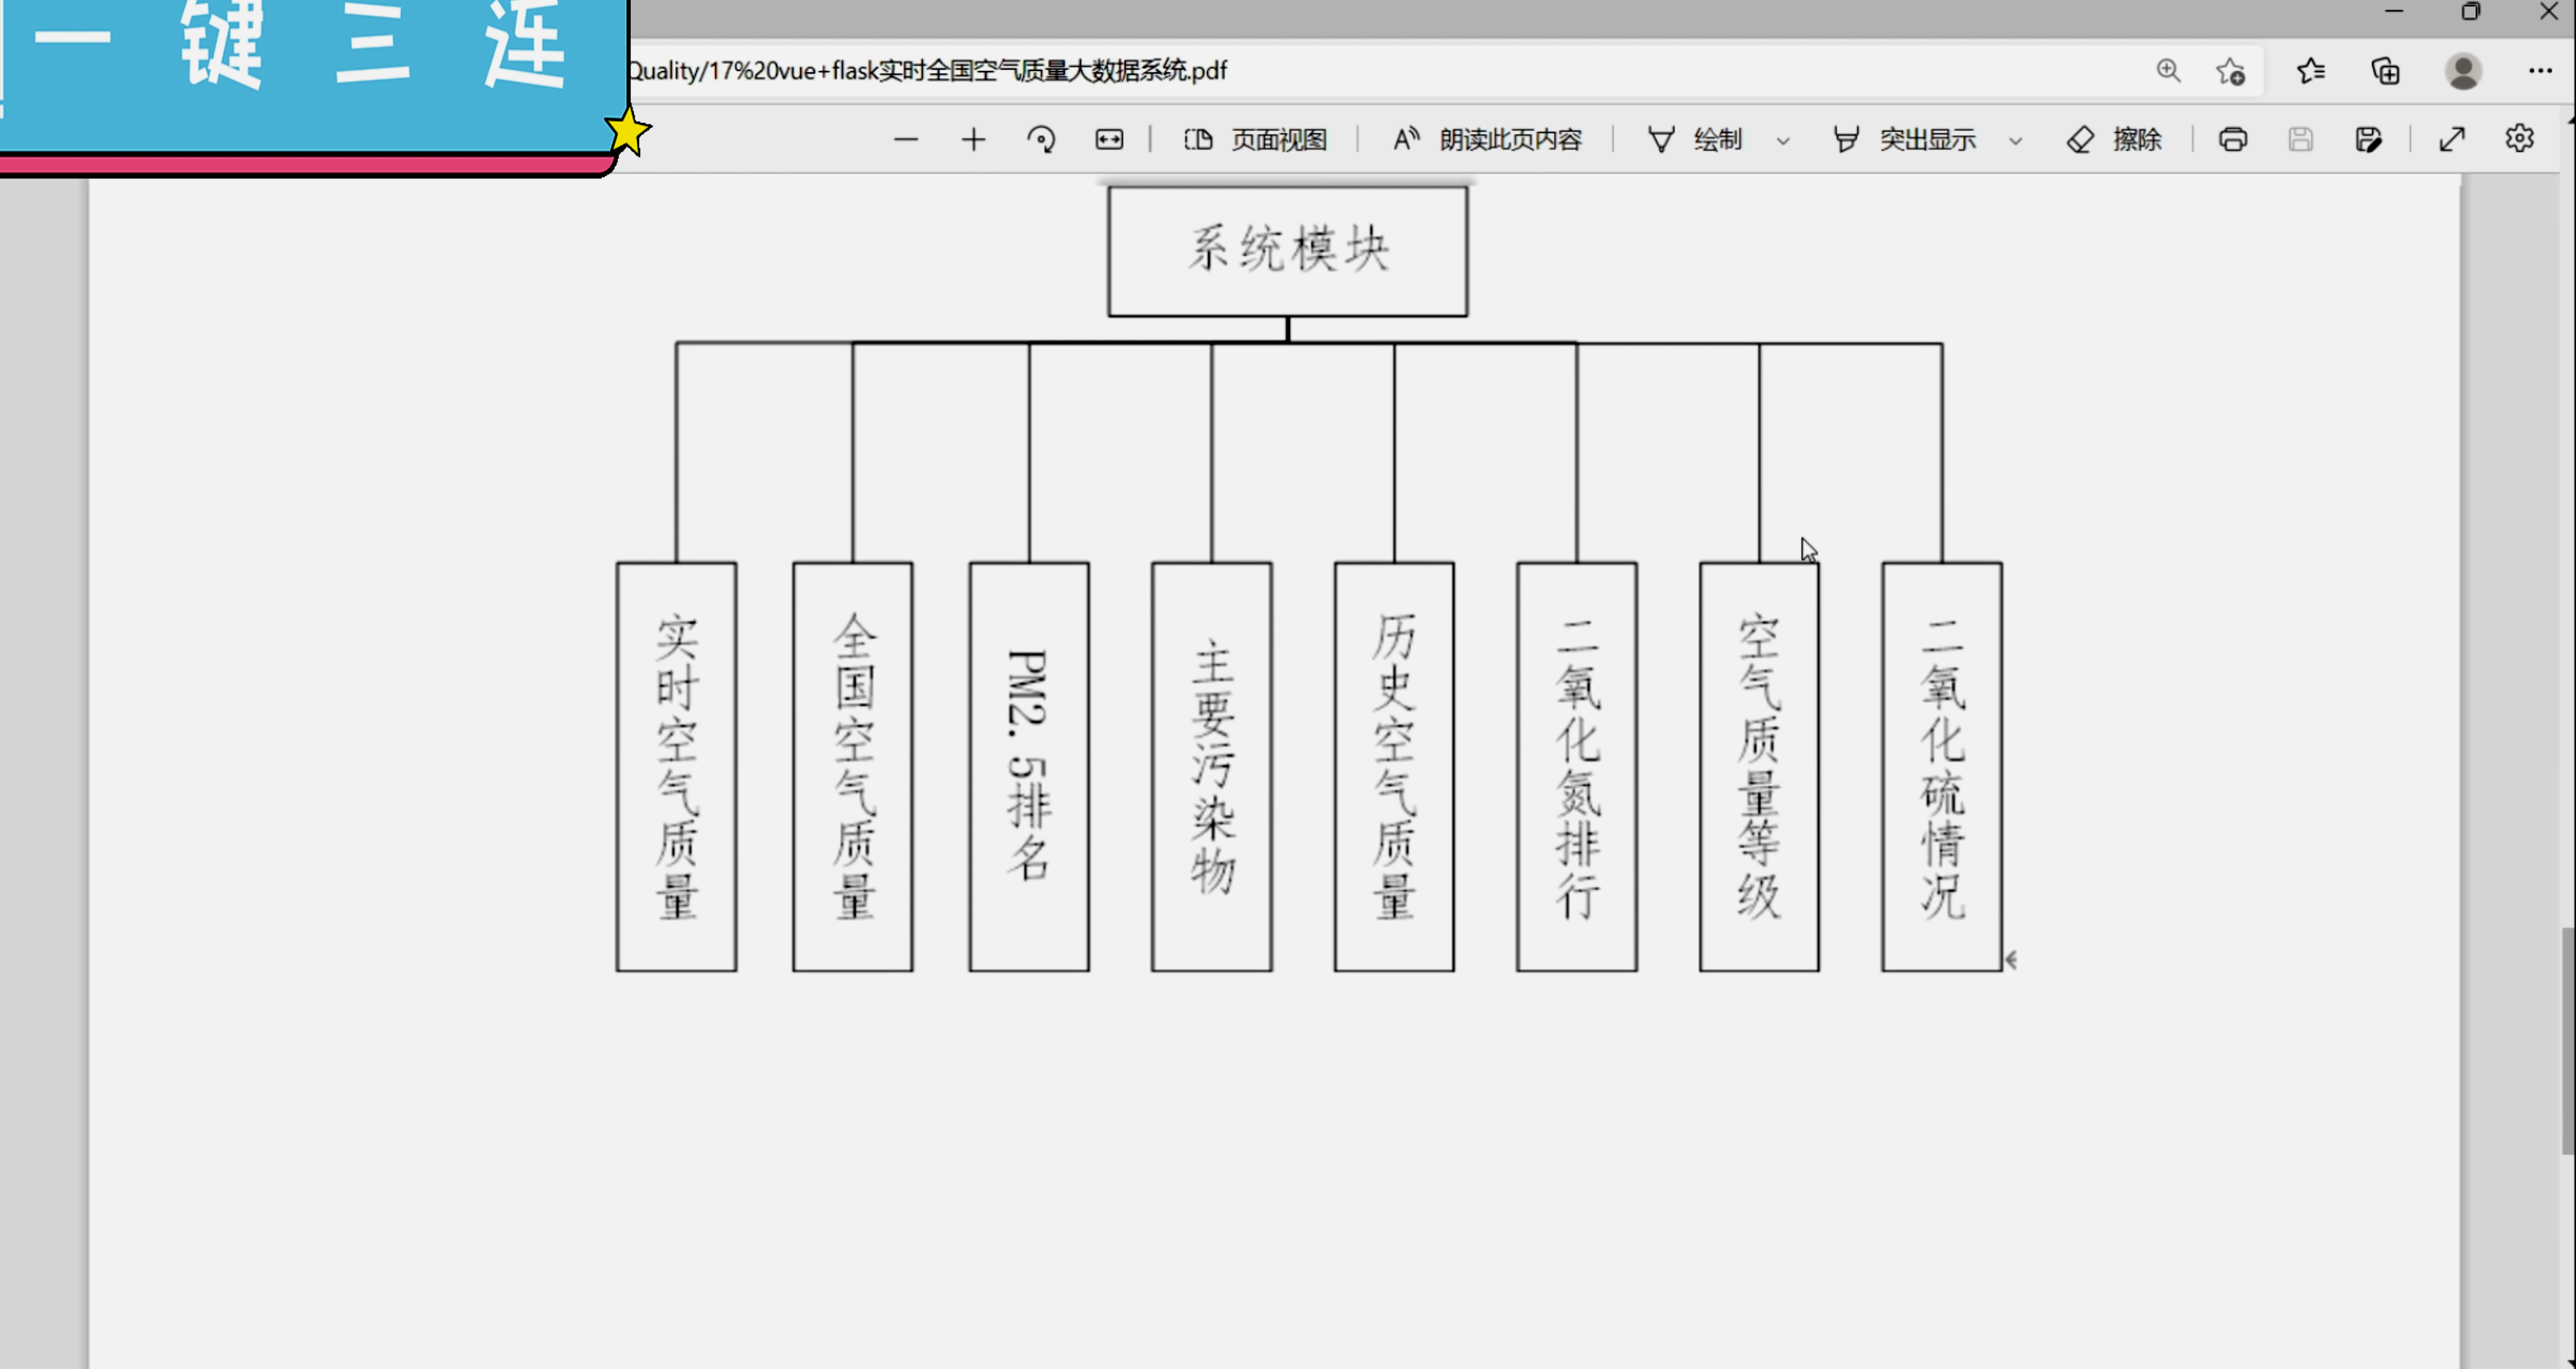 一键三连
Quality/17%20vue+flask实时全国空气质量大数据系统.pdf
页面视图
朗读此页内容
绘制
突出显示
擦除
系统模块
实时空气质量
全国空气质量
PM2.5排名
主要污染物
历史空气质量
二氧化氮排行
空气质量等级
二氧化硫情况